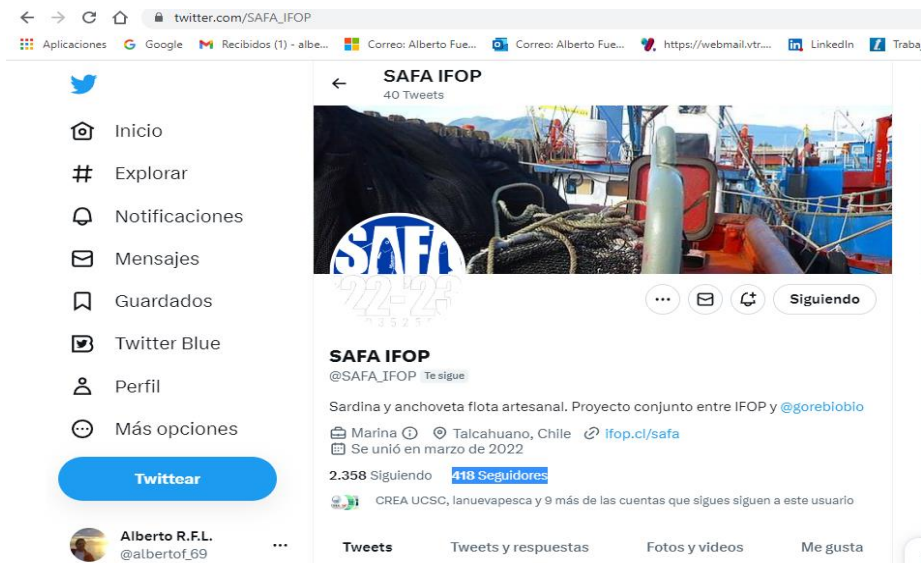 twitter.com/SAFA_IFOP
Aplicaciones Google Recibidos (1) - albe... Correo: Alberto Fue... Correo: Alberto Fue... https://webmail.vtr.... LinkedIn Traba
SAFA IFOP
40 Tweets
Inicio
Explorar
Notificaciones
Mensajes
Guardados
Twitter Blue
Perfil
Más opciones
Twittear
Alberto R.F.L.
@albertof_69
SAFA
22-23
Siguiendo
SAFA IFOP
@SAFA_IFOP Te sigue
Sardina y anchoveta flota artesanal. Proyecto conjunto entre IFOP y @gorebiobio
Marina Talcahuano, Chile ifop.cl/safa
Se unió en marzo de 2022
2.358 Siguiendo 418 Seguidores
CREA UCSC, lanuevapesca y 9 más de las cuentas que sigues siguen a este usuario
Tweets Tweets y respuestas Fotos y videos Me gusta